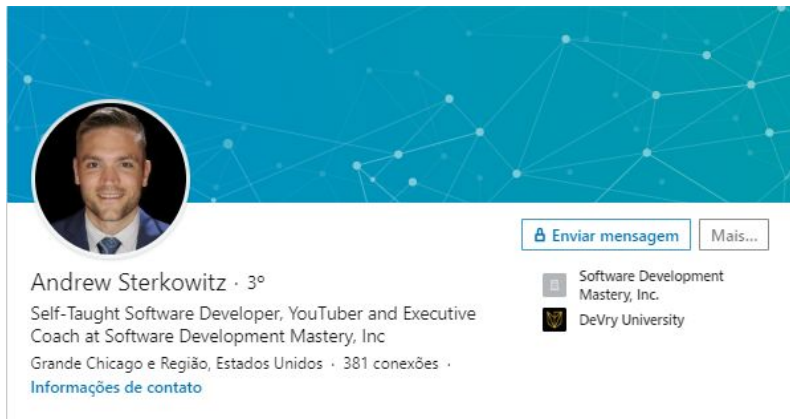 Enviar mensagem
Mais...
Andrew Sterkowitz · 3º
Self-Taught Software Developer, YouTuber and Executive
Coach at Software Development Mastery, Inc
Grande Chicago e Região, Estados Unidos · 381 conexões ·
Informações de contato
Software Development
Mastery, Inc.
DeVry University